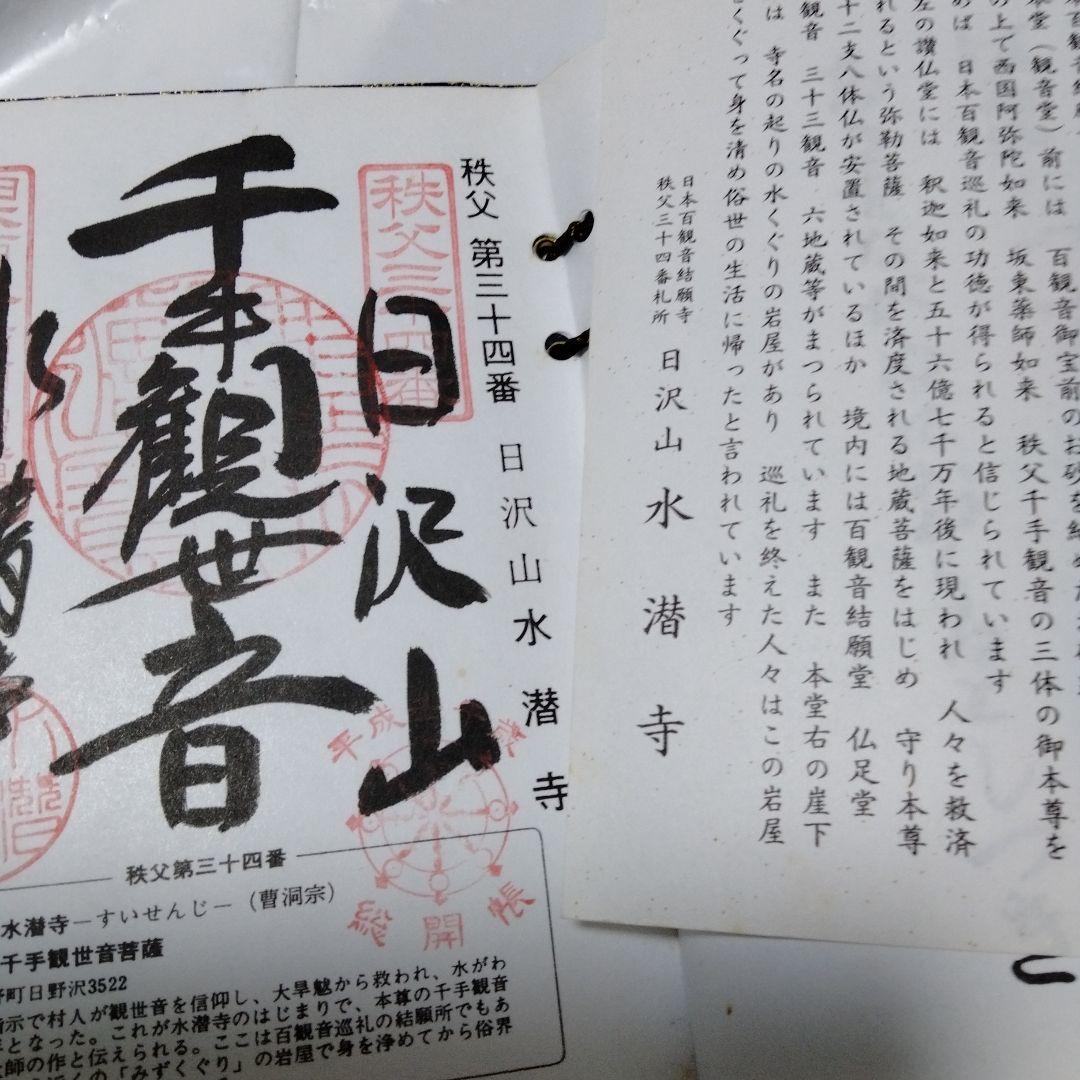 本堂(観音堂)前には 百観音御宝前のお砂を
の上で西国阿弥陀如来 坂東薬師如来 秩父千手観音の三体の御本尊を
めば 日本百観音巡礼の功徳が得られると信じられています
左の讃仏堂には 釈迦如来と五十六億七千万年後に現われ 人々を救済
れるという弥勒菩薩 その間を済度される地蔵菩薩をはじめ 守り本尊
十二支八体仏が安置されているほか 境内には百観音結願堂 仏足堂
観音 三十三観音 六地蔵等がまつられています また 本堂右の崖下
は 寺名の起りの水くぐりの岩屋があり 巡礼を終えた人々はこの岩屋
くぐって身を清め俗世の生活に帰ったと言われています
日本百観音結願寺
秩父三十四番札所 日沢山 水潜寺
秩父 第三十四番 日沢山水潜寺
秩父三十四番
日沢山
千手観世音
水
平成
総開帳
秩父第三十四番
水潜寺―すいせんじ―(曹洞宗)
千手観世音菩薩
野町日野沢3522
指示で村人が観世音を信仰し、大旱魃から救われ、水がわ
年となった。これが水潜寺のはじまりで、本尊の千手観音
大師の作と伝えられる。ここは百観音巡礼の結願所でもあ
近くの「みずくぐり」の岩屋で身を浄めてから俗界